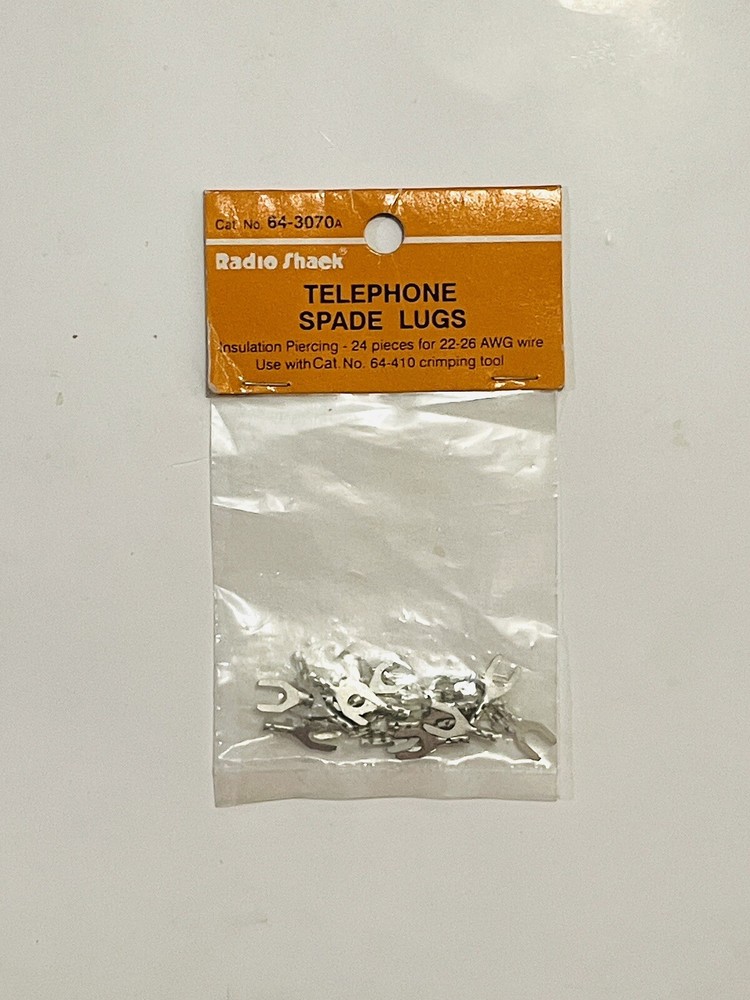 Cat. No. 64-3070A
Radio Shack®
TELEPHONE
SPADE LUGS
Insulation Piercing - 24 pieces for 22-26 AWG wire
Use with Cat. No. 64-410 crimping tool